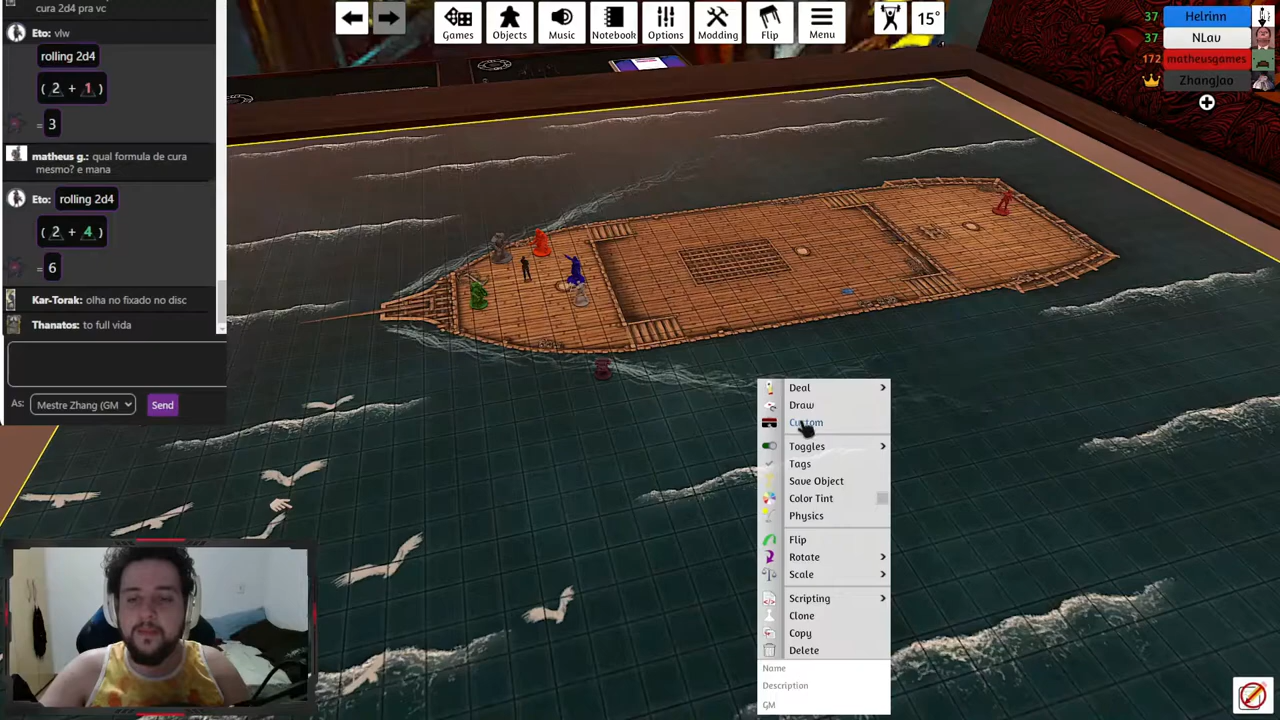 cura 2d4 pra vc
Eto: vlw
rolling 2d4
( 2 + 1 )
= 3
matheus g.: qual formula de cura
mesmo? e mana
Eto: rolling 2d4
( 2 + 4 )
= 6
Kar-Torak: olha no fixado no disc
Thanatos: to full vida
As: Mestre Zhang (GM
Send
Games
Objects
Music
Notebook
Options
Modding
Flip
Menu
15°
37 Helrinn
37 NLav
172 matheusgames
ZhangJao
Deal
Draw
Custom
Toggles
Tags
Save Object
Color Tint
Physics
Flip
Rotate
Scale
Scripting
Clone
Copy
Delete
Name
Description
GM